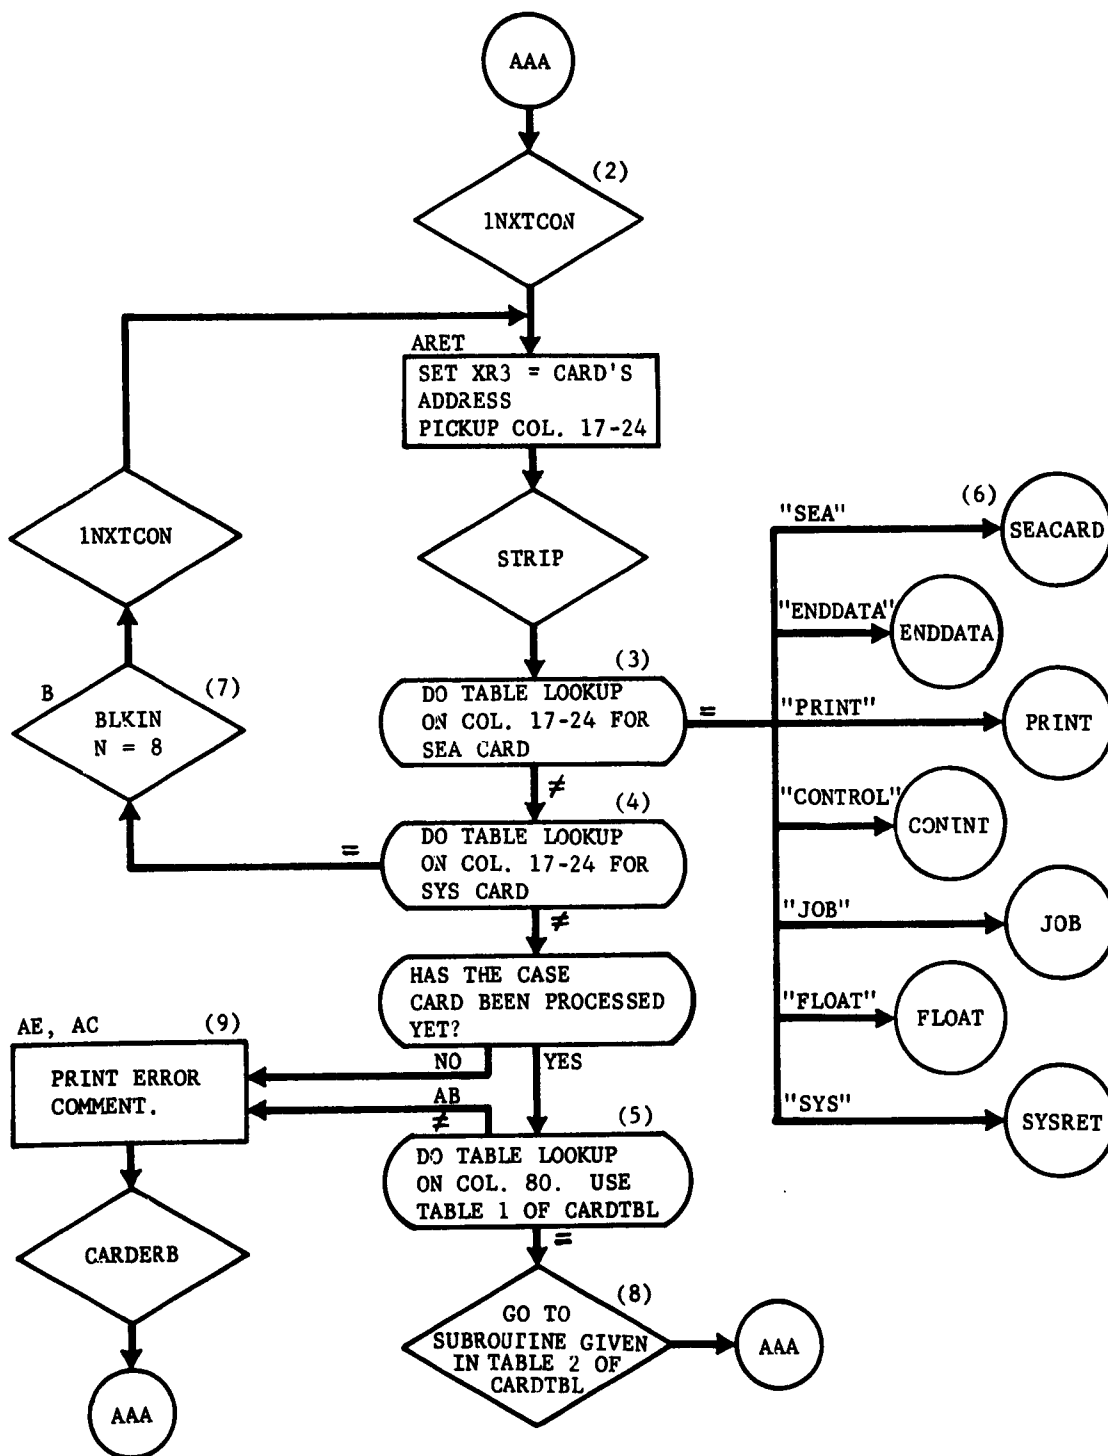 AAA
(2)
1NXTCON
ARET
SET XR3 = CARD'S
ADDRESS
PICKUP COL. 17-24
1NXTCON
STRIP
"SEA"
(6)
SEACARD
"ENDDATA"
ENDDATA
(3)
DO TABLE LOOKUP
ON COL. 17-24 FOR
SEA CARD
=
"PRINT"
PRINT
B
(7)
BLKIN
N = 8
≠
(4)
DO TABLE LOOKUP
ON COL. 17-24 FOR
SYS CARD
=
"CONTROL"
CONINT
≠
"JOB"
JOB
HAS THE CASE
CARD BEEN PROCESSED
YET?
"FLOAT"
FLOAT
AE, AC
(9)
PRINT ERROR
COMMENT.
NO
YES
AB
≠
"SYS"
SYSRET
(5)
DO TABLE LOOKUP
ON COL. 80. USE
TABLE 1 OF CARDTBL
=
CARDERB
(8)
GO TO
SUBROUTINE GIVEN
IN TABLE 2 OF
CARDTBL
AAA
AAA